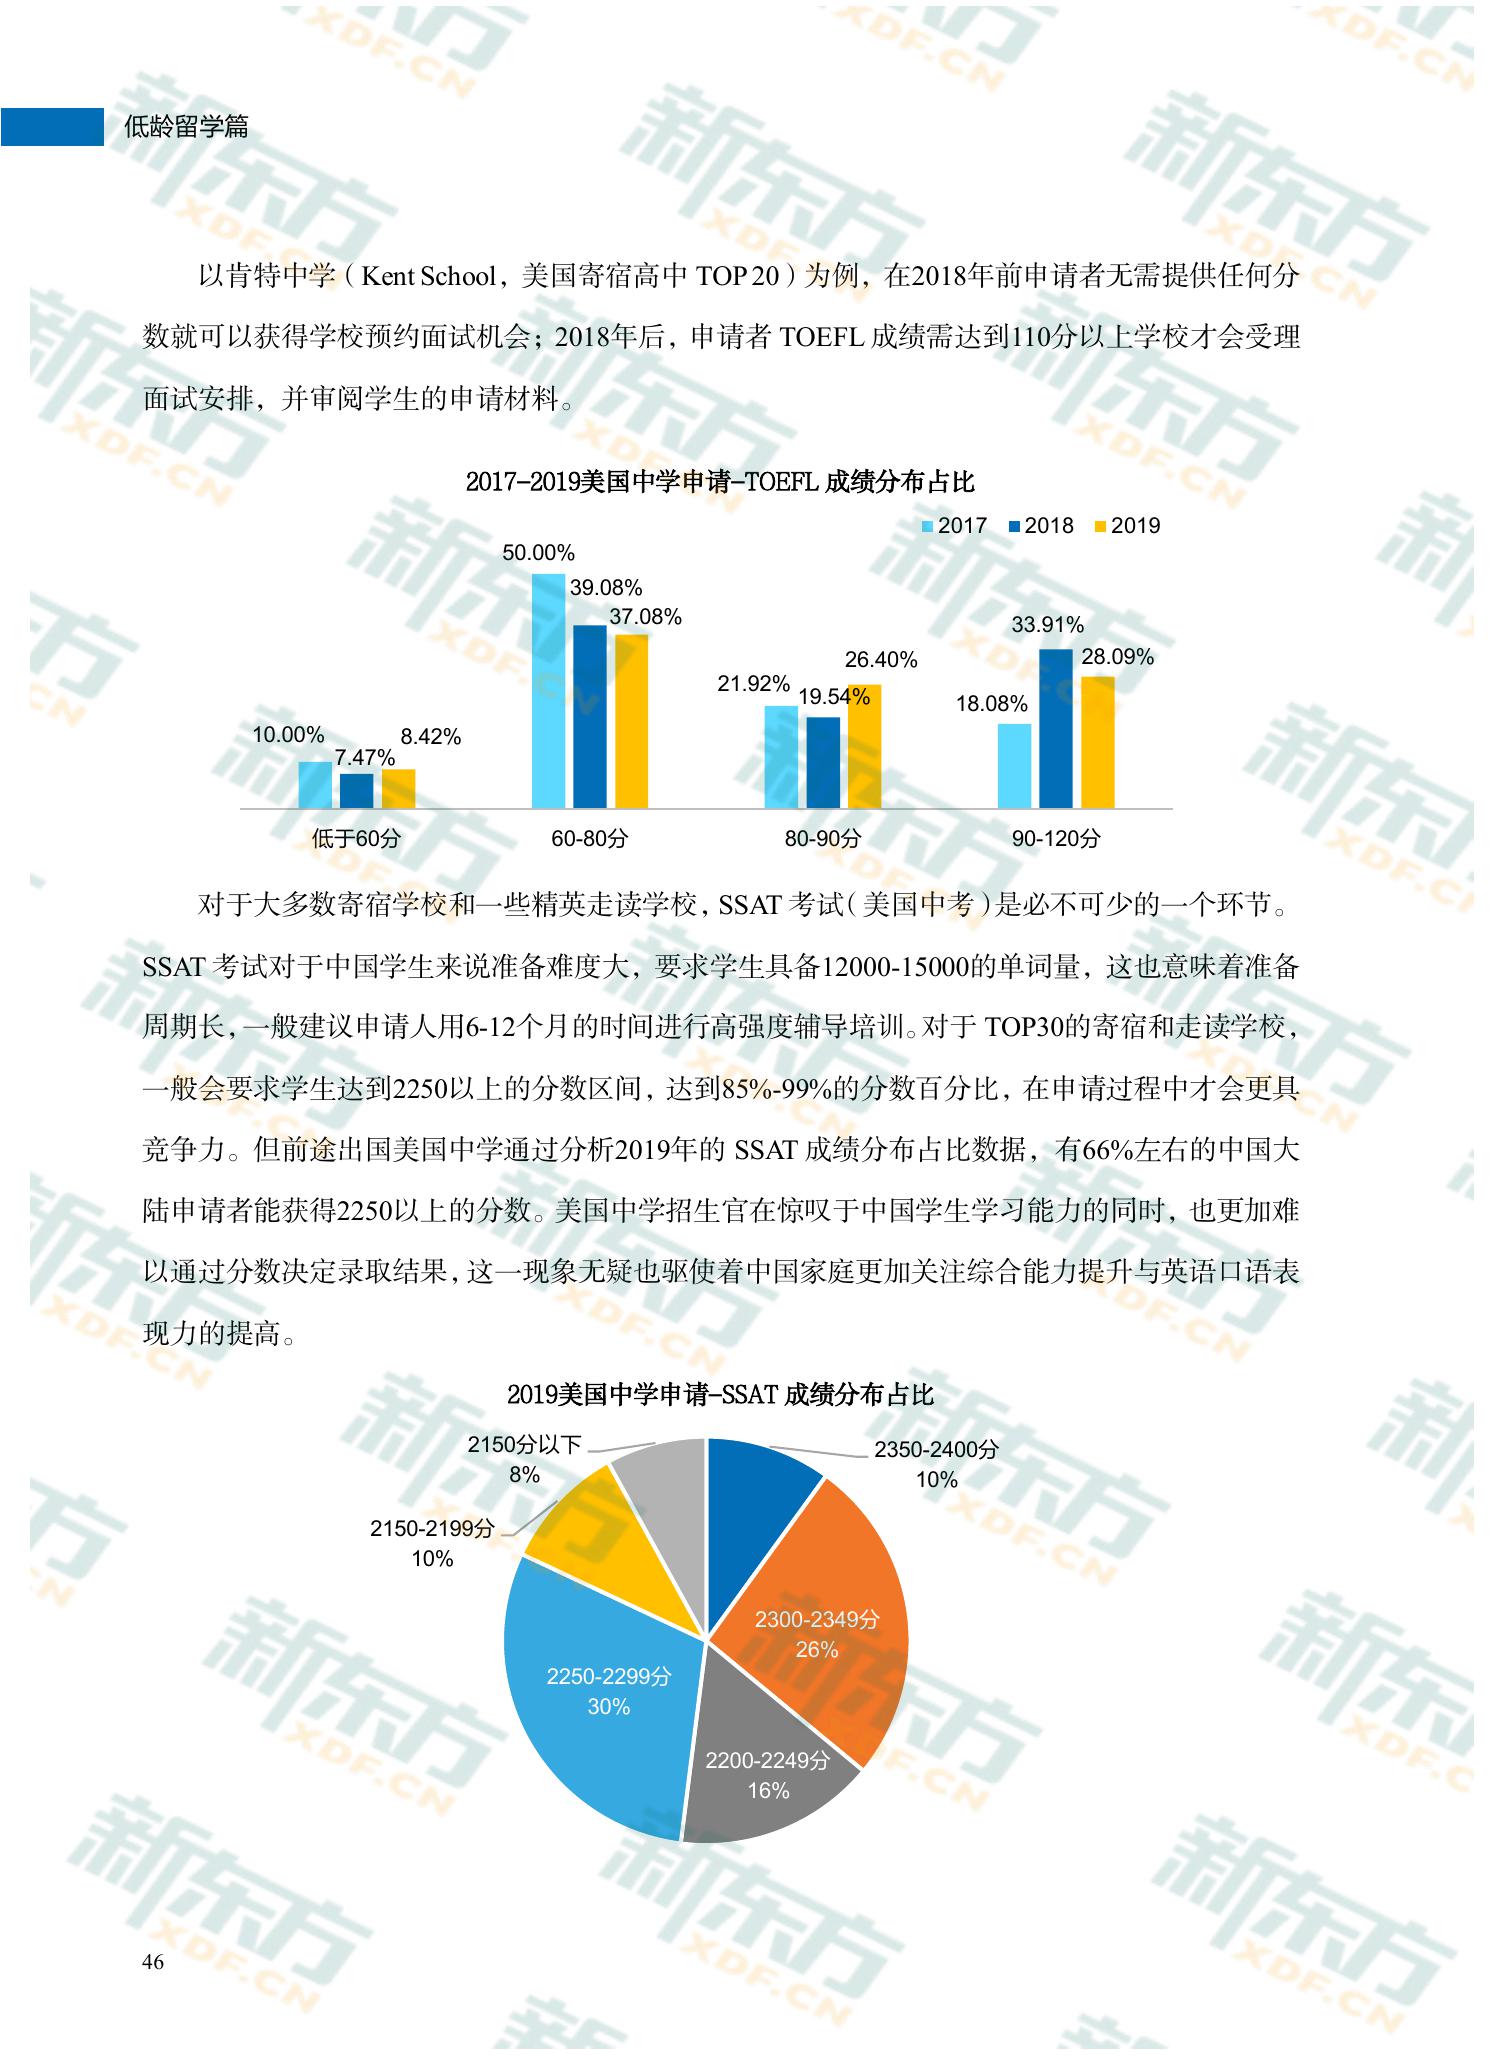 低龄留学篇
以肯特中学（Kent School，美国寄宿高中 TOP 20）为例，在2018年前申请者无需提供任何分
数就可以获得学校预约面试机会；2018年后，申请者 TOEFL 成绩需达到110分以上学校才会受理
面试安排，并审阅学生的申请材料。
2017-2019美国中学申请-TOEFL 成绩分布占比
2017 2018 2019
50.00%
39.08%
37.08%
33.91%
28.09%
26.40%
21.92%
19.54%
18.08%
10.00%
7.47%
8.42%
低于60分 60-80分 80-90分 90-120分
对于大多数寄宿学校和一些精英走读学校，SSAT 考试（美国中考）是必不可少的一个环节。
SSAT 考试对于中国学生来说准备难度大，要求学生具备12000-15000的单词量，这也意味着准备
周期长，一般建议申请人用6-12个月的时间进行高强度辅导培训。对于 TOP30的寄宿和走读学校，
一般会要求学生达到2250以上的分数区间，达到85%-99%的分数百分比，在申请过程中才会更具
竞争力。但前途出国美国中学通过分析2019年的 SSAT 成绩分布占比数据，有66%左右的中国大
陆申请者能获得2250以上的分数。美国中学招生官在惊叹于中国学生学习能力的同时，也更加难
以通过分数决定录取结果，这一现象无疑也驱使着中国家庭更加关注综合能力提升与英语口语表
现力的提高。
2019美国中学申请-SSAT 成绩分布占比
2150分以下
8%
2350-2400分
10%
2150-2199分
10%
2300-2349分
26%
2250-2299分
30%
2200-2249分
16%
46
新东方
XDF.CN